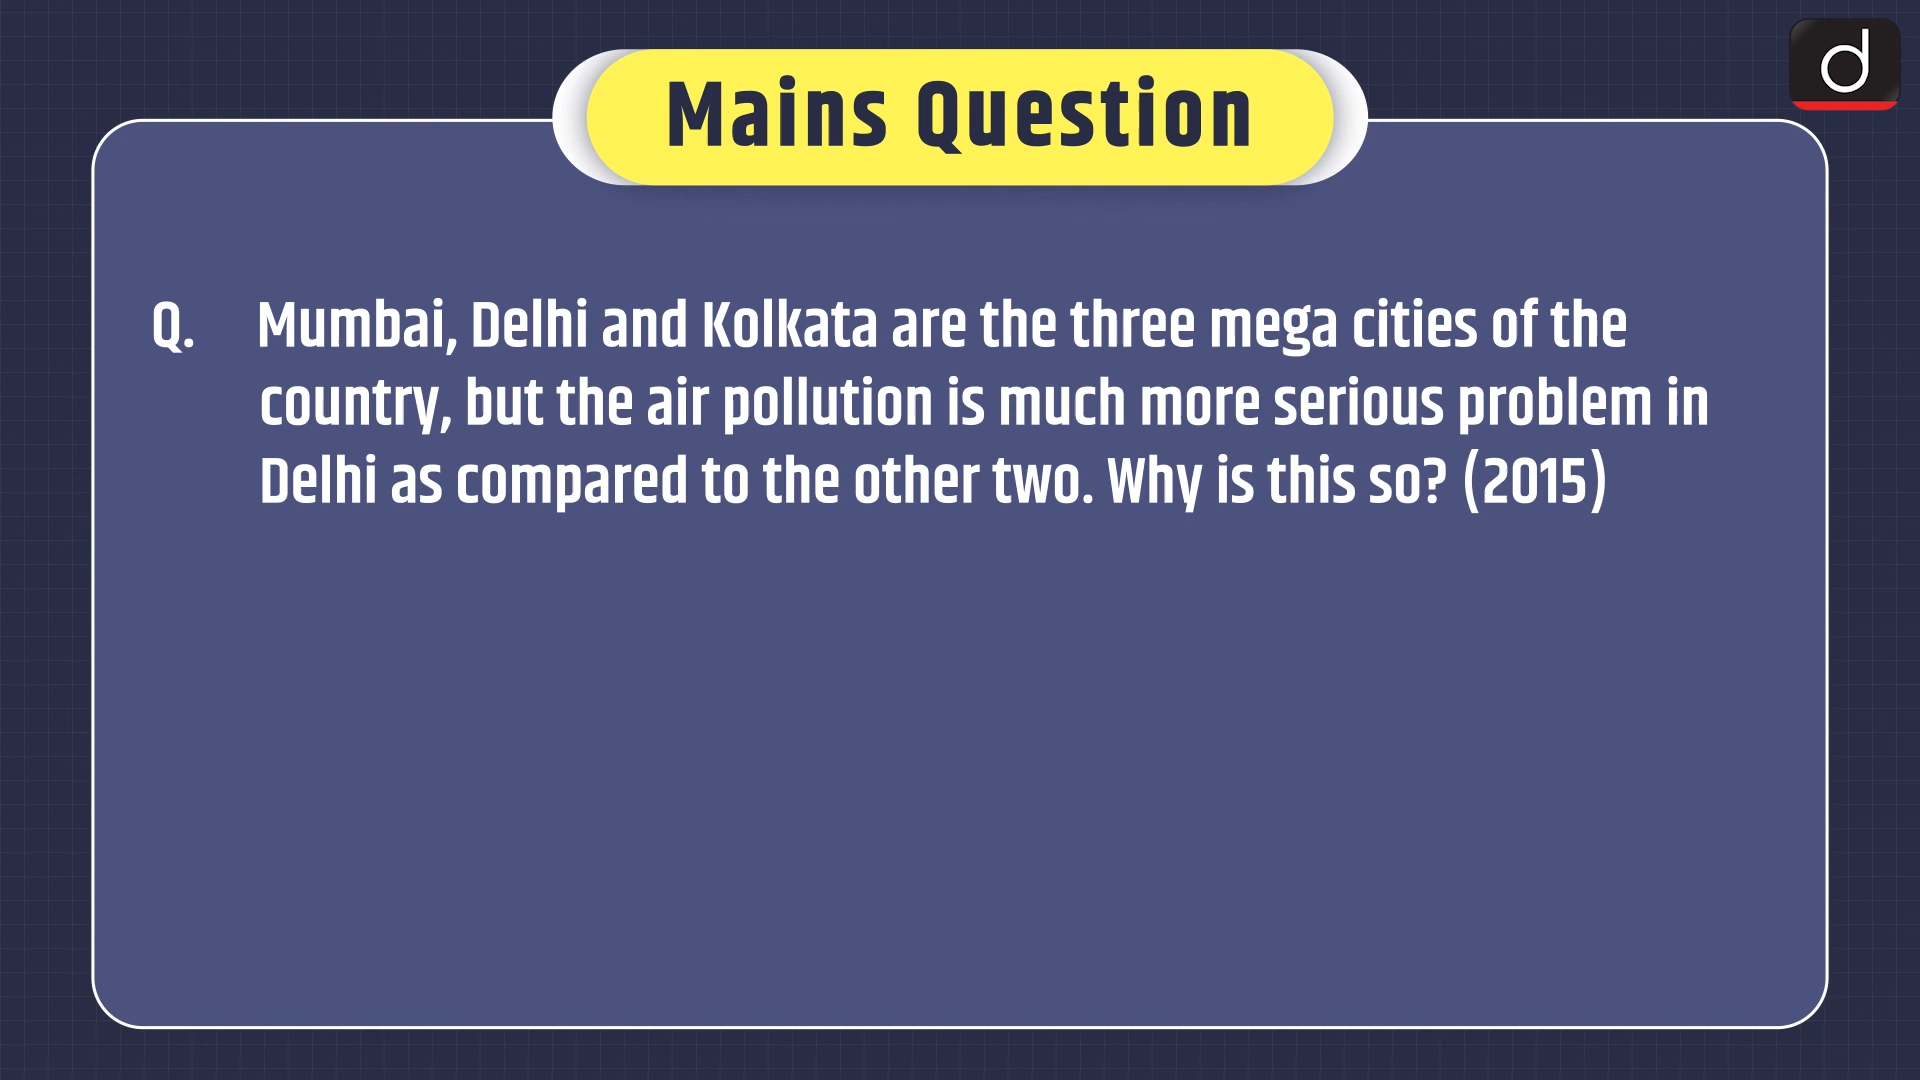 Mains Question
Q. Mumbai, Delhi and Kolkata are the three mega cities of the
country, but the air pollution is much more serious problem in
Delhi as compared to the other two. Why is this so? (2015)
d